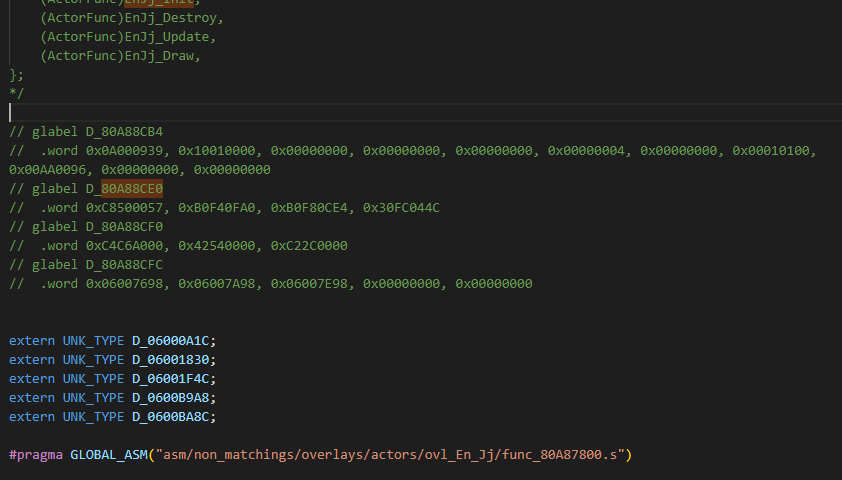 (ActorFunc)EnJj_Init,
(ActorFunc)EnJj_Destroy,
(ActorFunc)EnJj_Update,
(ActorFunc)EnJj_Draw,
};
*/
// glabel D_80A88CB4
//  .word 0x0A000939, 0x10010000, 0x00000000, 0x00000000, 0x00000000, 0x00000004, 0x00000000, 0x00010100,
0x00AA0096, 0x00000000, 0x00000000
// glabel D_80A88CE0
//  .word 0xC8500057, 0xB0F40FA0, 0xB0F80CE4, 0x30FC044C
// glabel D_80A88CF0
//  .word 0xC4C6A000, 0x42540000, 0xC22C0000
// glabel D_80A88CFC
//  .word 0x06007698, 0x06007A98, 0x06007E98, 0x00000000, 0x00000000
extern UNK_TYPE D_06000A1C;
extern UNK_TYPE D_06001830;
extern UNK_TYPE D_06001F4C;
extern UNK_TYPE D_0600B9A8;
extern UNK_TYPE D_0600BA8C;
#pragma GLOBAL_ASM("asm/non_matchings/overlays/actors/ovl_En_Jj/func_80A87800.s")